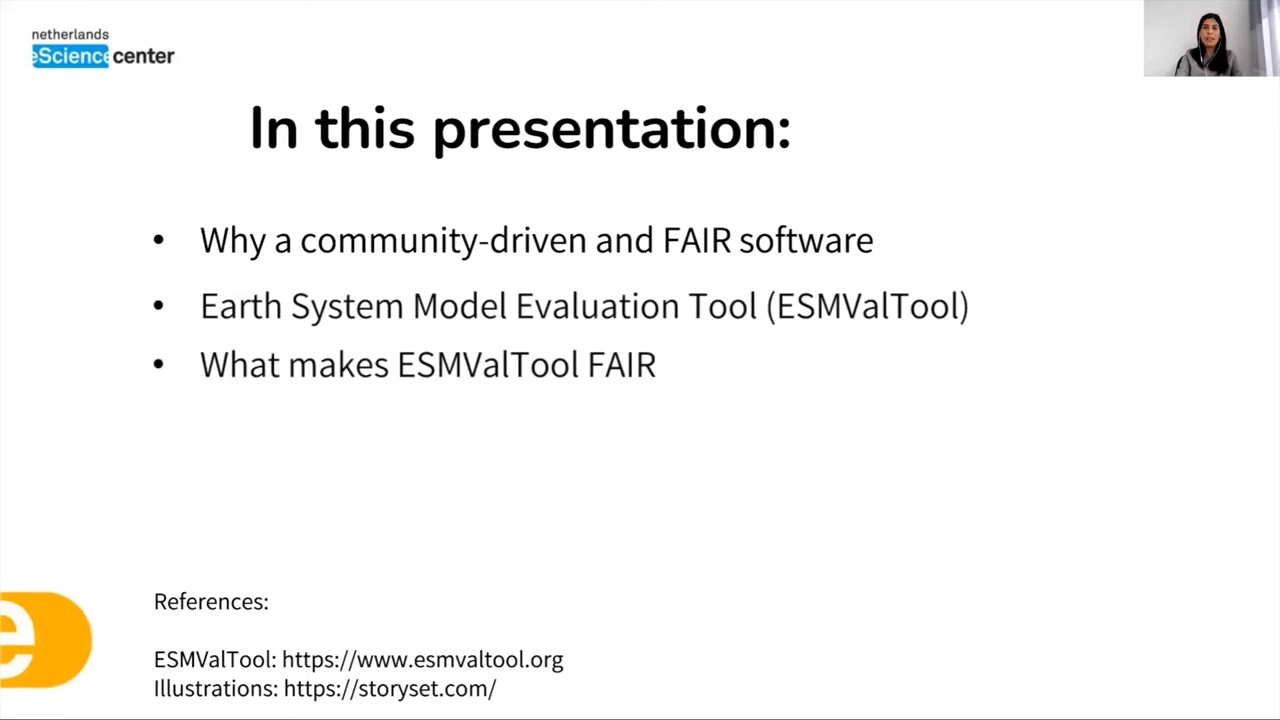 netherlands
eScience center
In this presentation:
• Why a community-driven and FAIR software
• Earth System Model Evaluation Tool (ESMValTool)
• What makes ESMValTool FAIR
References:
ESMValTool: https://www.esmvaltool.org
Illustrations: https://storyset.com/
e